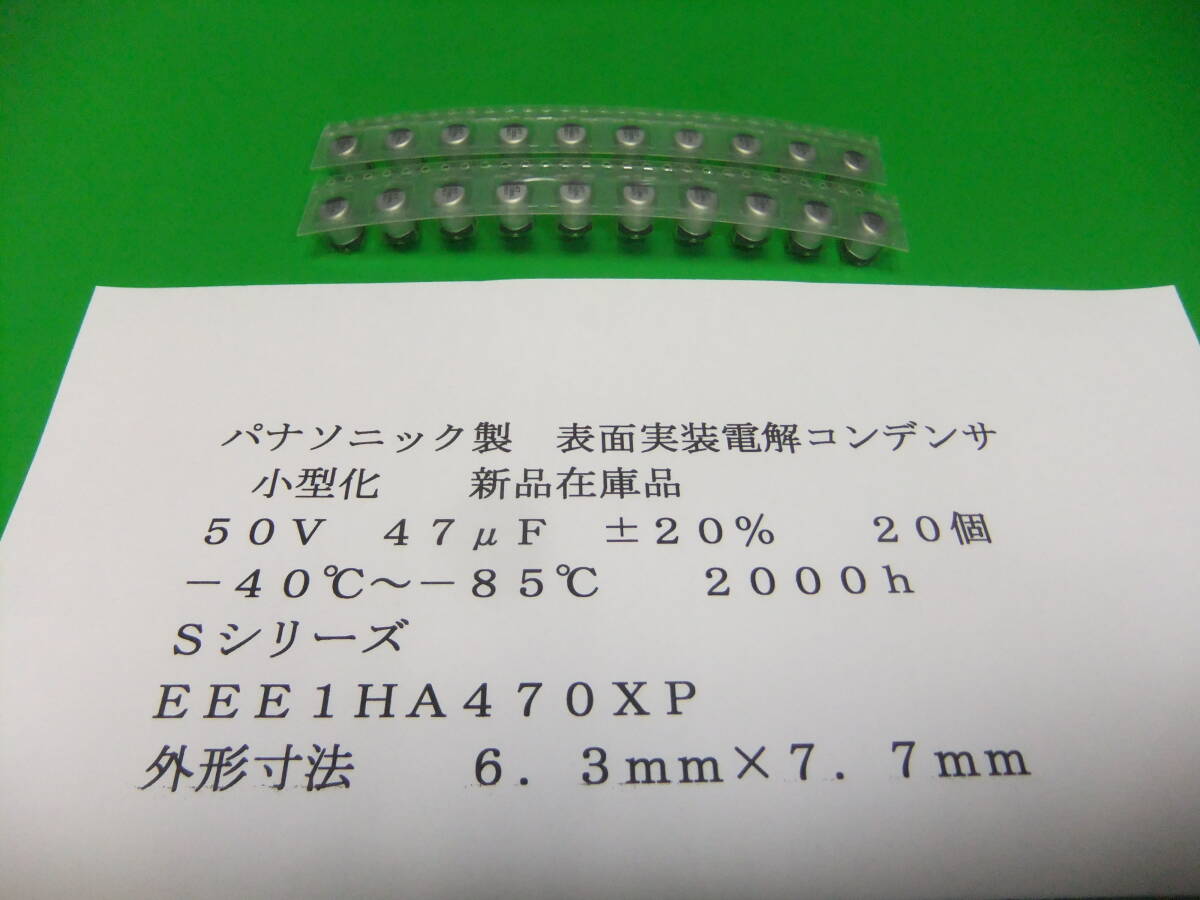 パナソニック製　表面実装電解コンデンサ
小型化　　新品在庫品
５０Ｖ　４７μＦ　±２０％　　２０個
－４０℃～－８５℃　　２０００ｈ
Ｓシリーズ
ＥＥＥ１ＨＡ４７０ＸＰ
外形寸法　　６．３ｍｍ×７．７ｍｍ